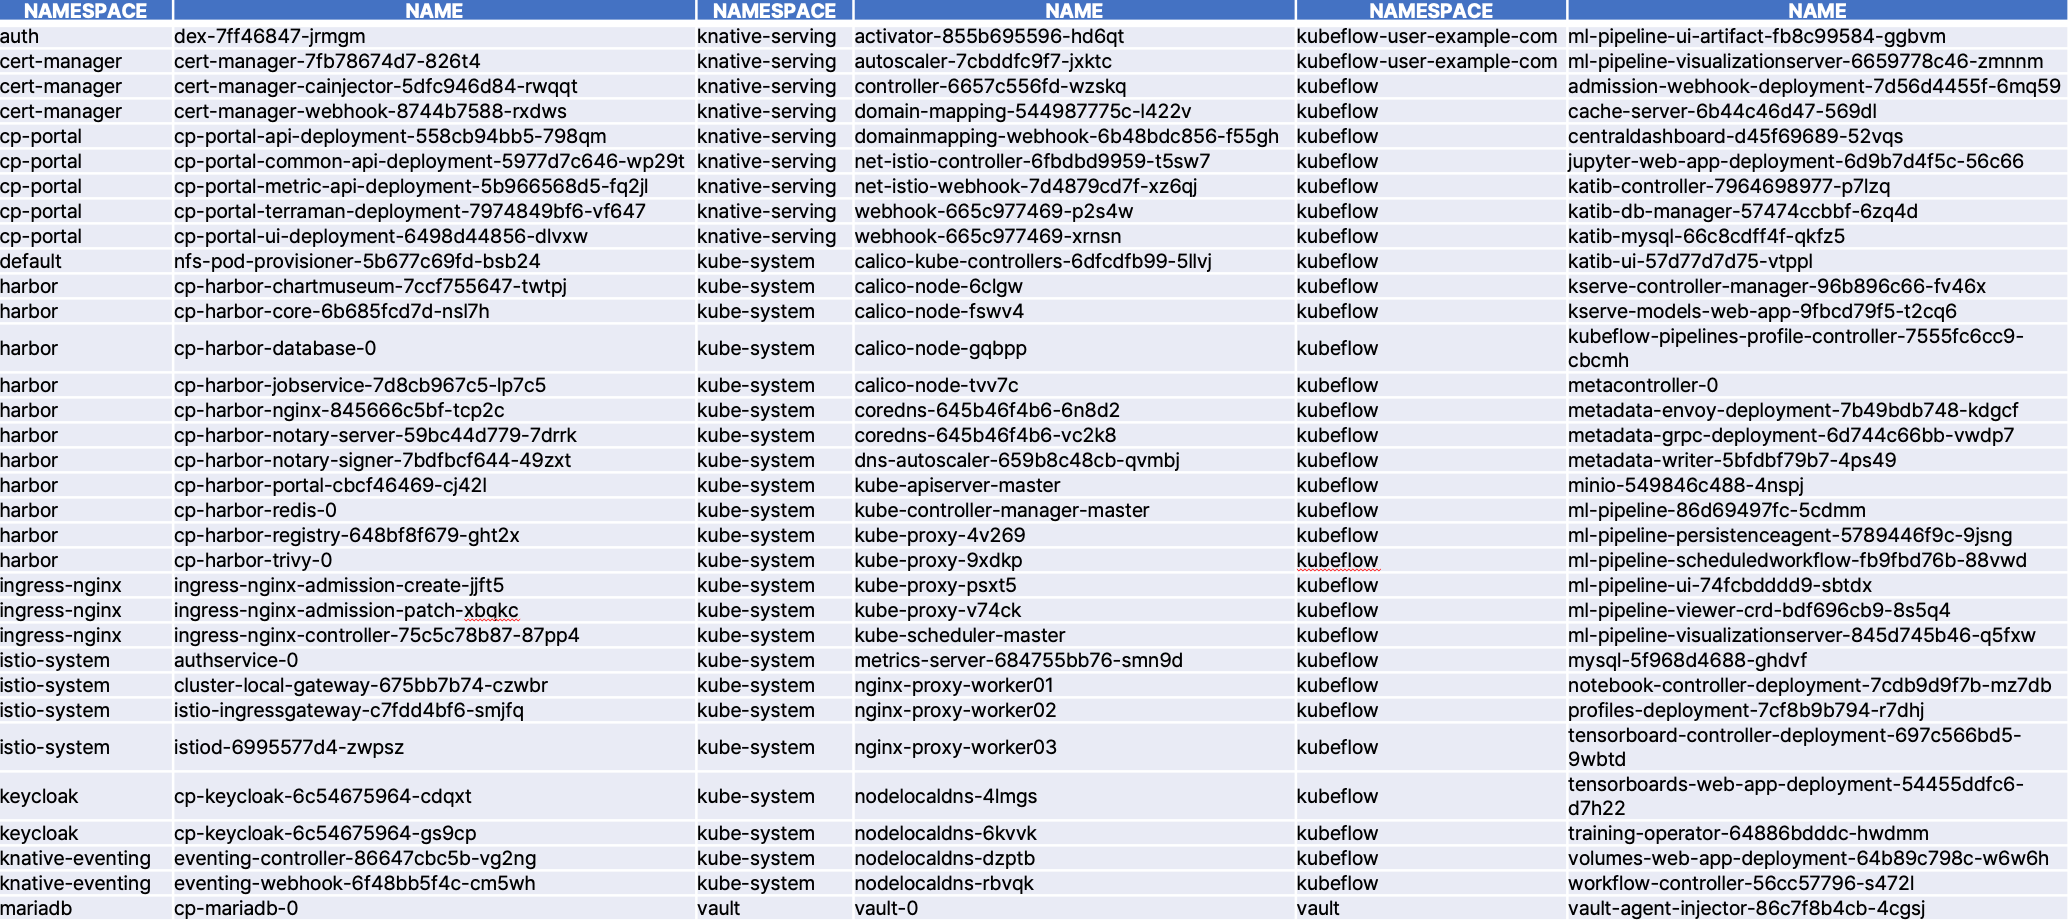 NAMESPACE NAME NAMESPACE NAME NAMESPACE NAME
auth dex-7ff46847-jrmgm knative-serving activator-855b695596-hd6qt kubeflow-user-example-com ml-pipeline-ui-artifact-fb8c99584-ggbvm
cert-manager cert-manager-7fb78674d7-826t4 knative-serving autoscaler-7cbddfc9f7-jxktc kubeflow-user-example-com ml-pipeline-visualizationserver-6659778c46-zmnnm
cert-manager cert-manager-cainjector-5dfc946d84-rwqqt knative-serving controller-6657c556fd-wzskq kubeflow admission-webhook-deployment-7d56d4455f-6mq59
cert-manager cert-manager-webhook-8744b7588-rxdws knative-serving domain-mapping-544987775c-l422v kubeflow cache-server-6b44c46d47-569dl
cp-portal cp-portal-api-deployment-558cb94bb5-798qm knative-serving domainmapping-webhook-6b48bdc856-f55gh kubeflow centraldashboard-d45f69689-52vqs
cp-portal cp-portal-common-api-deployment-5977d7c646-wp29t knative-serving net-istio-controller-6fbdbd9959-t5sw7 kubeflow jupyter-web-app-deployment-6d9b7d4f5c-56c66
cp-portal cp-portal-metric-api-deployment-5b966568d5-fq2jl knative-serving net-istio-webhook-7d4879cd7f-xz6qj kubeflow katib-controller-7964698977-p7lzq
cp-portal cp-portal-terraman-deployment-7974849bf6-vf647 knative-serving webhook-665c977469-p2s4w kubeflow katib-db-manager-57474ccbbf-6zq4d
cp-portal cp-portal-ui-deployment-6498d44856-dlvxw knative-serving webhook-665c977469-xrnsn kubeflow katib-mysql-66c8cdff4f-qkfz5
default nfs-pod-provisioner-5b677c69fd-bsb24 kube-system calico-kube-controllers-6dfcdfb99-5llvj kubeflow katib-ui-57d77d7d75-vtppl
harbor cp-harbor-chartmuseum-7ccf755647-twtpj kube-system calico-node-6clgw kubeflow kserve-controller-manager-96b896c66-fv46x
harbor cp-harbor-core-6b685fcd7d-nsl7h kube-system calico-node-fswv4 kubeflow kserve-models-web-app-9fbcd79f5-t2cq6
harbor cp-harbor-database-0 kube-system calico-node-gqbpp kubeflow kubeflow-pipelines-profile-controller-7555fc6cc9-
cbcmh
harbor cp-harbor-jobservice-7d8cb967c5-lp7c5 kube-system calico-node-tvv7c kubeflow metacontroller-0
harbor cp-harbor-nginx-845666c5bf-tcp2c kube-system coredns-645b46f4b6-6n8d2 kubeflow metadata-envoy-deployment-7b49bdb748-kdgcf
harbor cp-harbor-notary-server-59bc44d779-7drrk kube-system coredns-645b46f4b6-vc2k8 kubeflow metadata-grpc-deployment-6d744c66bb-vwdp7
harbor cp-harbor-notary-signer-7bdfbcf644-49zxt kube-system dns-autoscaler-659b8c48cb-qvmbj kubeflow metadata-writer-5bfdbf79b7-4ps49
harbor cp-harbor-portal-cbcf46469-cj42l kube-system kube-apiserver-master kubeflow minio-549846c488-4nspj
harbor cp-harbor-redis-0 kube-system kube-controller-manager-master kubeflow ml-pipeline-86d69497fc-5cdmm
harbor cp-harbor-registry-648bf8f679-ght2x kube-system kube-proxy-4v269 kubeflow ml-pipeline-persistenceagent-5789446f9c-9jsng
harbor cp-harbor-trivy-0 kube-system kube-proxy-9xdkp kubeflow ml-pipeline-scheduledworkflow-fb9fbd76b-88vwd
ingress-nginx ingress-nginx-admission-create-jjft5 kube-system kube-proxy-psxt5 kubeflow ml-pipeline-ui-74fcbdddd9-sbtdx
ingress-nginx ingress-nginx-admission-patch-xbqkc kube-system kube-proxy-v74ck kubeflow ml-pipeline-viewer-crd-bdf696cb9-8s5q4
ingress-nginx ingress-nginx-controller-75c5c78b87-87pp4 kube-system kube-scheduler-master kubeflow ml-pipeline-visualizationserver-845d745b46-q5fxw
istio-system authservice-0 kube-system metrics-server-684755bb76-smn9d kubeflow mysql-5f968d4688-ghdvf
istio-system cluster-local-gateway-675bb7b74-czwbr kube-system nginx-proxy-worker01 kubeflow notebook-controller-deployment-7cdb9d9f7b-mz7db
istio-system istio-ingressgateway-c7fdd4bf6-smjfq kube-system nginx-proxy-worker02 kubeflow profiles-deployment-7cf8b9b794-r7dhj
istio-system istiod-6995577d4-zwpsz kube-system nginx-proxy-worker03 kubeflow tensorboard-controller-deployment-697c566bd5-
9wbtd
keycloak cp-keycloak-6c54675964-cdqxt kube-system nodelocaldns-4lmgs kubeflow tensorboards-web-app-deployment-54455ddfc6-
d7h22
keycloak cp-keycloak-6c54675964-gs9cp kube-system nodelocaldns-6kvvk kubeflow training-operator-64886bdddc-hwdmm
knative-eventing eventing-controller-86647cbc5b-vg2ng kube-system nodelocaldns-dzptb kubeflow volumes-web-app-deployment-64b89c798c-w6w6h
knative-eventing eventing-webhook-6f48bb5f4c-cm5wh kube-system nodelocaldns-rbvqk kubeflow workflow-controller-56cc57796-s472l
mariadb cp-mariadb-0 vault vault-0 vault vault-agent-injector-86c7f8b4cb-4cgsj